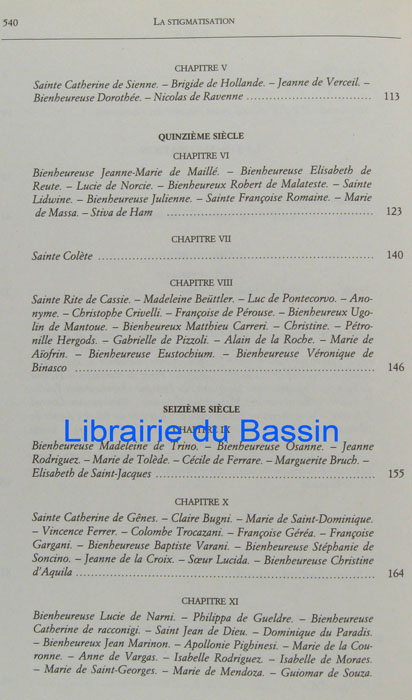 540 LA STIGMATISATION
CHAPITRE V
Sainte Catherine de Sienne. – Brigide de Hollande. – Jeanne de Verceil. –
Bienheureuse Dorothée. – Nicolas de Ravenne ........................................ 113
QUINZIÈME SIÈCLE
CHAPITRE VI
Bienheureuse Jeanne-Marie de Maillé. – Bienheureuse Elisabeth de
Reute. – Lucie de Norcie. – Bienheureux Robert de Malateste. – Sainte
Lidwine. – Bienheureuse Julienne. – Sainte Françoise Romaine. – Marie
de Massa. – Stiva de Ham ........................................ 123
CHAPITRE VII
Sainte Colète ........................................ 140
CHAPITRE VIII
Sainte Rite de Cassie. – Madeleine Beüttler. – Luc de Pontecorvo. – Ano-
nyme. – Christophe Crivelli. – Françoise de Pérouse. – Bienheureux Ugo-
lin de Mantoue. – Bienheureux Matthieu Carreri. – Christine. – Pétro-
nille Hergods. – Gabrielle de Pizzoli. – Alain de la Roche. – Marie de
Aïofrin. – Bienheureuse Eustochium. – Bienheureuse Véronique de
Binasco ........................................ 146
SEIZIÈME SIÈCLE
CHAPITRE IX
Librairie du Bassin
Bienheureuse Madeleine de Trino. – Bienheureuse Osanne. – Jeanne
Rodriguez. – Marie de Tolède. – Cécile de Ferrare. – Marguerite Bruch. –
Elisabeth de Saint-Jacques ........................................ 155
CHAPITRE X
Sainte Catherine de Gênes. – Claire Bugni. – Marie de Saint-Dominique.
– Vincente Ferrer. – Colombe Trocazani. – Françoise Géréa. – Françoise
Gargani. – Bienheureuse Baptiste Varani. – Bienheureuse Stéphanie de
Soncino. – Jeanne de la Croix. – Sœur Lucida. – Bienheureuse Christine
d'Aquila ........................................ 164
CHAPITRE XI
Bienheureuse Lucie de Narni. – Philippa de Gueldre. – Bienheureuse
Catherine de racconigi. – Saint Jean de Dieu. – Dominique du Paradis.
– Bienheureux Jean Marinon. – Apollonie Pighinesi. – Marie de la Cou-
ronne. – Anne de Vargas. – Isabelle Rodriguez. – Isabelle de Moraes.
– Marie de Saint-Georges. – Marie de Mendoza. – Guiomar de Souza.